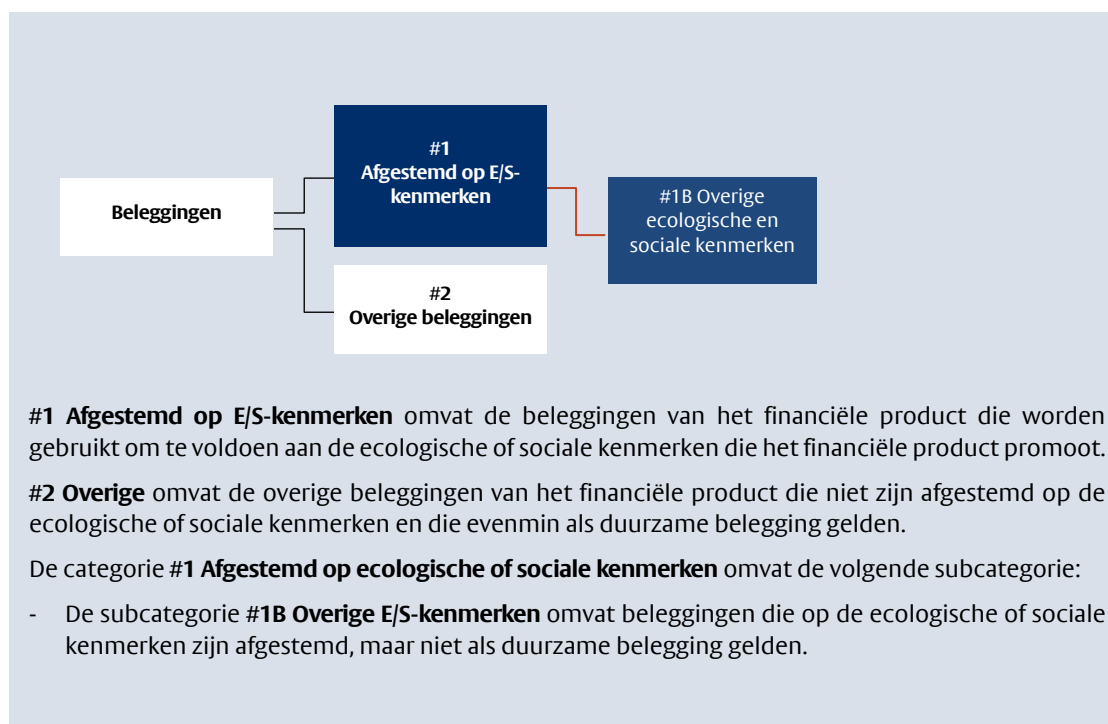 #1
Afgestemd op E/S-
kenmerken
Beleggingen
#1B Overige
ecologische en
sociale kenmerken
#2
Overige beleggingen
#1 Afgestemd op E/S-kenmerken omvat de beleggingen van het financiële product die worden
gebruikt om te voldoen aan de ecologische of sociale kenmerken die het financiële product promoot.
#2 Overige omvat de overige beleggingen van het financiële product die niet zijn afgestemd op de
ecologische of sociale kenmerken en die evenmin als duurzame belegging gelden.
De categorie #1 Afgestemd op ecologische of sociale kenmerken omvat de volgende subcategorie:
- De subcategorie #1B Overige E/S-kenmerken omvat beleggingen die op de ecologische of sociale
kenmerken zijn afgestemd, maar niet als duurzame belegging gelden.